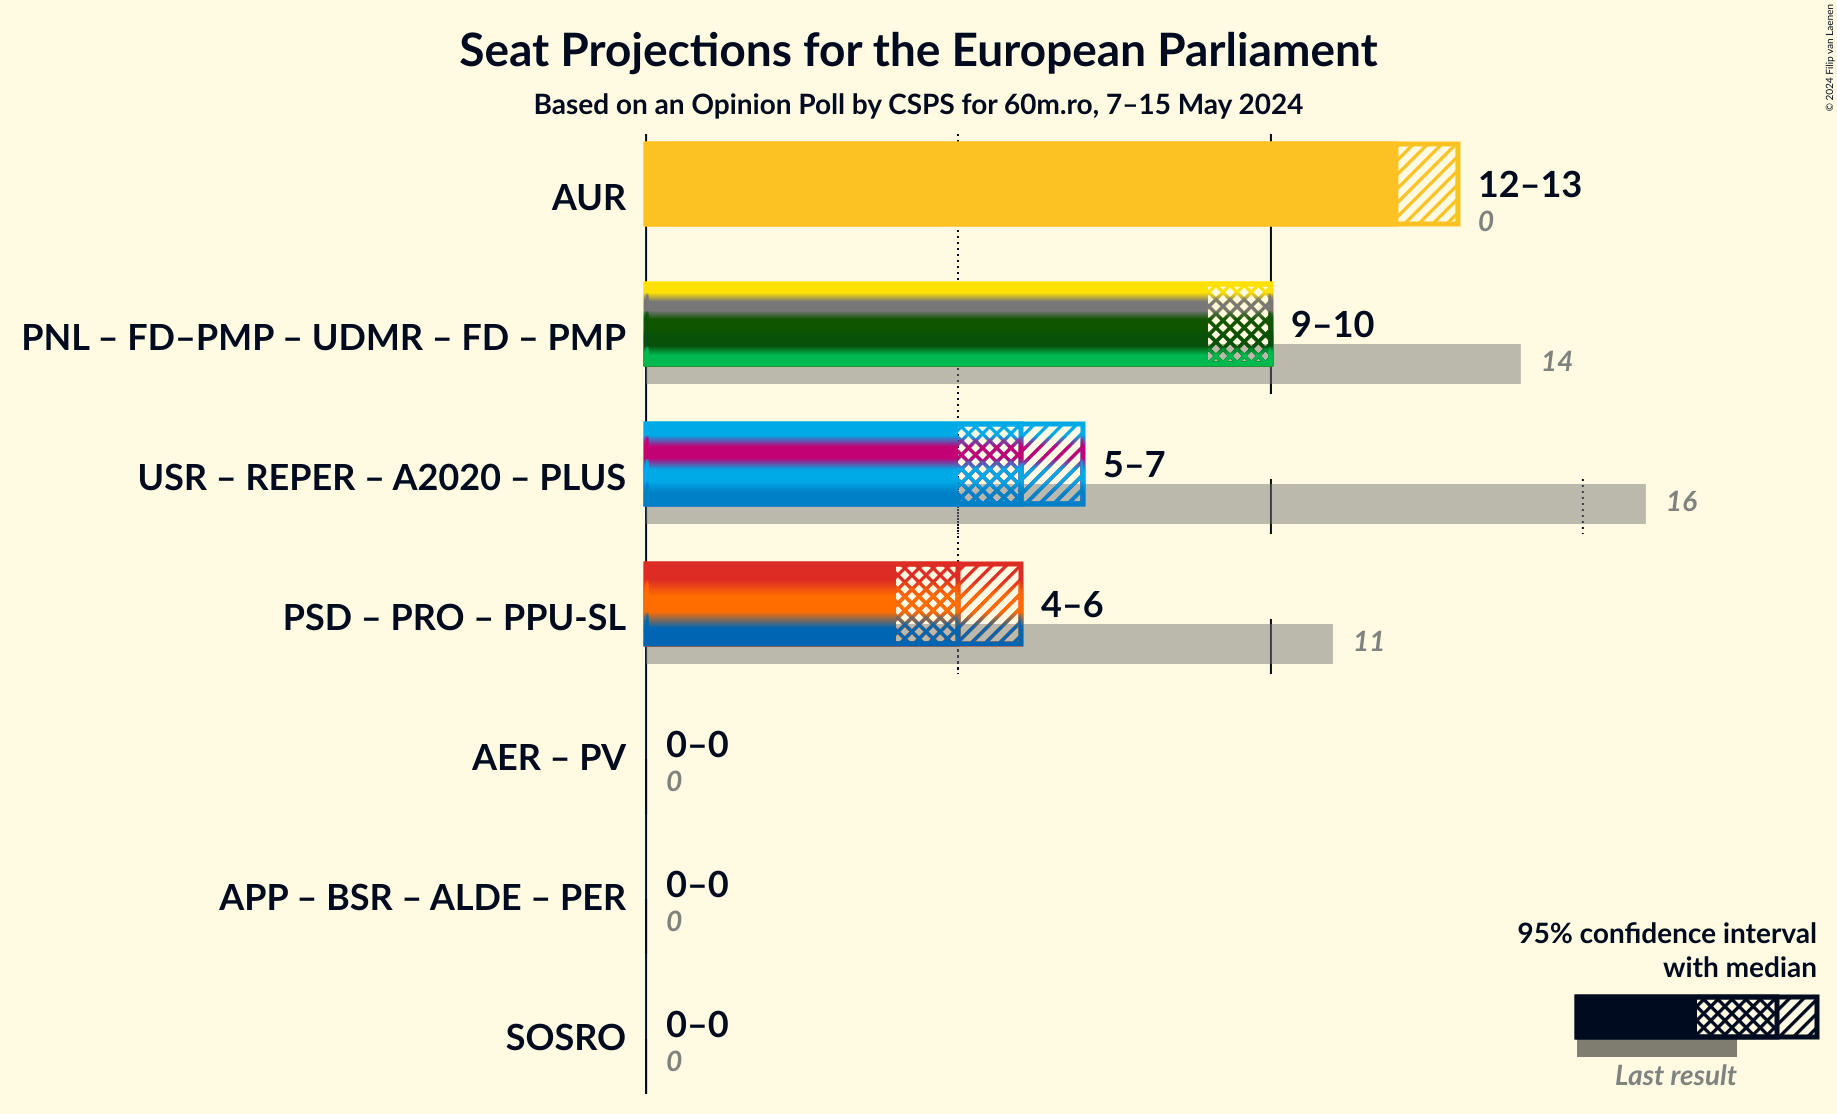 Seat Projections for the European Parliament
Based on an Opinion Poll by CSPS for 60m.ro, 7–15 May 2024
© 2024 Filip van Laenen
AUR
12–13
0
PNL – FD–PMP – UDMR – FD – PMP
9–10
14
USR – REPER – A2020 – PLUS
5–7
16
PSD – PRO – PPU-SL
4–6
11
AER – PV
0–0
0
APP – BSR – ALDE – PER
0–0
0
SOSRO
0–0
0
95% confidence interval
with median
Last result